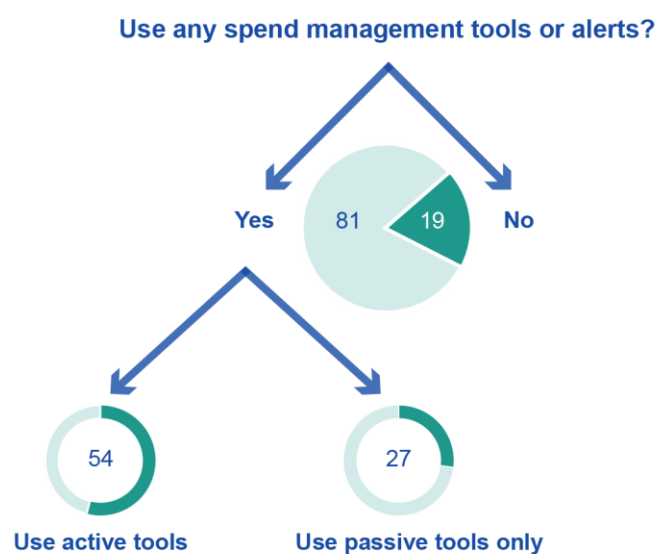 Use any spend management tools or alerts?
Yes
81
19
No
54
27
Use active tools
Use passive tools only